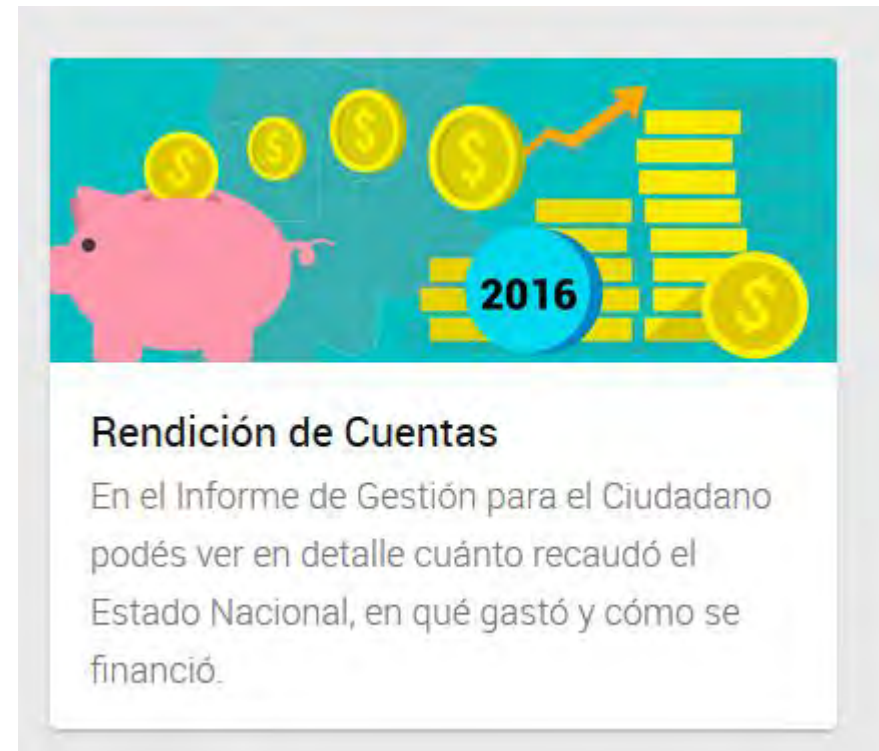 $ $ $ $
2016
$
Rendición de Cuentas
En el Informe de Gestión para el Ciudadano
podés ver en detalle cuánto recaudó el
Estado Nacional, en qué gastó y cómo se
financió.